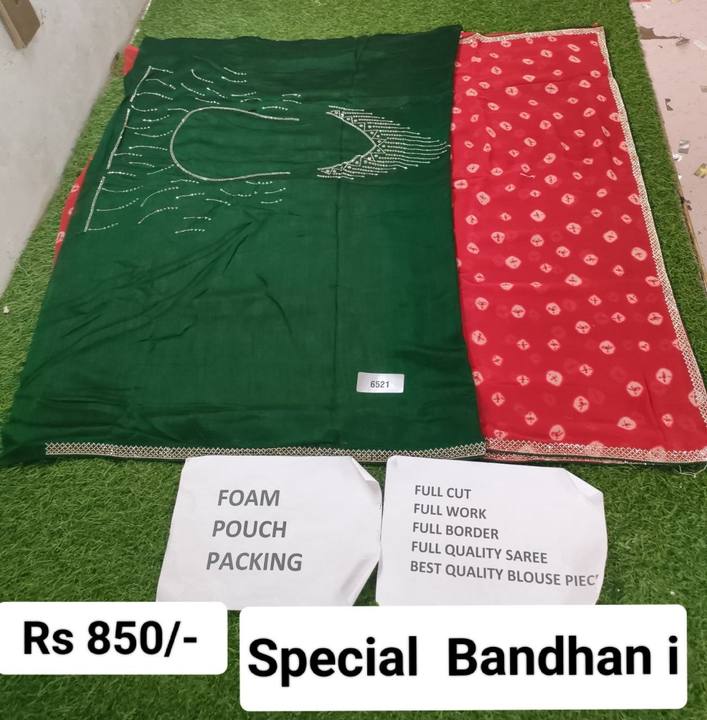 6521
FOAM
POUCH
PACKING
FULL CUT
FULL WORK
FULL BORDER
FULL QUALITY SAREE
BEST QUALITY BLOUSE PIEC
Rs 850/-
Special Bandhan i